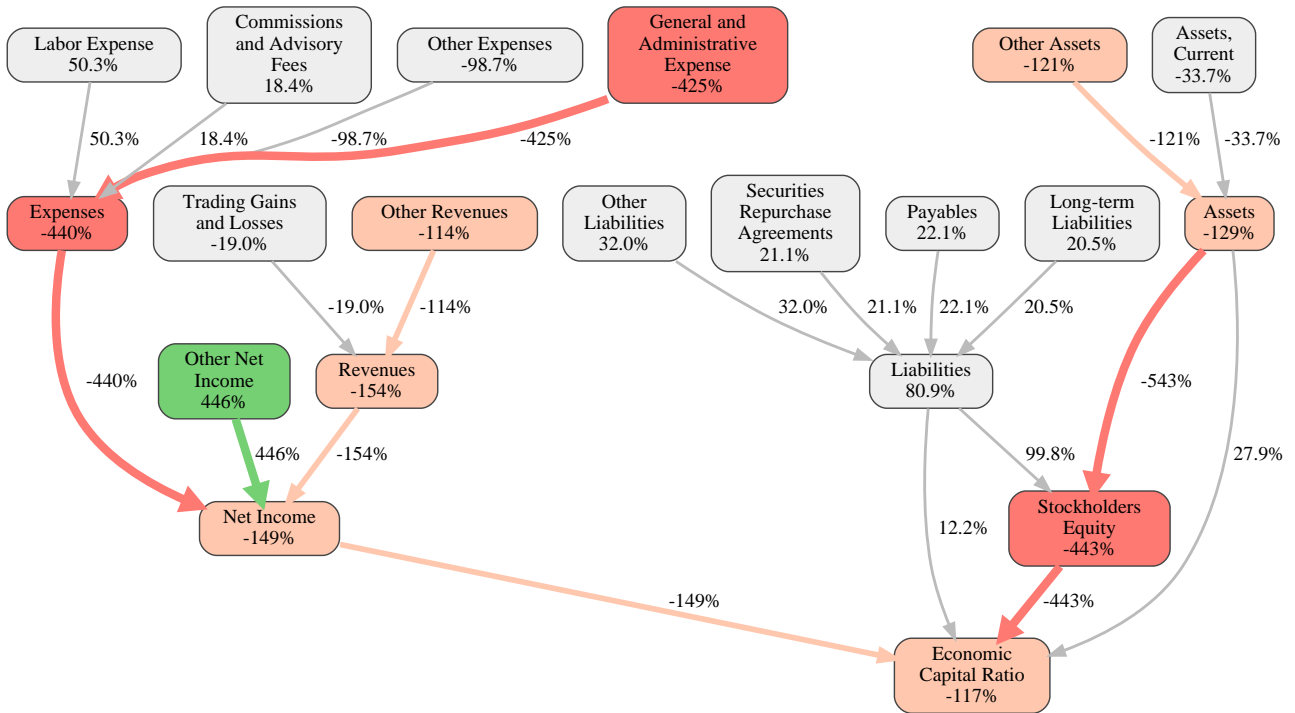 Labor Expense
50.3%
Commissions
and Advisory
Fees
18.4%
Other Expenses
-98.7%
General and
Administrative
Expense
-425%
Other Assets
-121%
Assets,
Current
-33.7%
50.3%
18.4%
-98.7%
-425%
-121%
-33.7%
Expenses
-440%
Trading Gains
and Losses
-19.0%
Other Revenues
-114%
Other
Liabilities
32.0%
Securities
Repurchase
Agreements
21.1%
Payables
22.1%
Long-term
Liabilities
20.5%
Assets
-129%
-19.0%
-114%
32.0%
21.1%
22.1%
20.5%
-440%
Other Net
Income
446%
Revenues
-154%
Liabilities
80.9%
-543%
446%
-154%
99.8%
27.9%
Net Income
-149%
12.2%
Stockholders
Equity
-443%
-149%
-443%
Economic
Capital Ratio
-117%